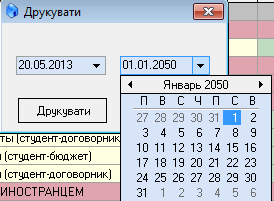 Друкувати
20.05.2013 01.01.2050
Январь 2050
П В С Ч П С В
27 28 29 30 31 1 2
3 4 5 6 7 8 9
10 11 12 13 14 15 16
17 18 19 20 21 22 23
24 25 26 27 28 29 30
31 1 2 3 4 5 6
Друкувати
(студент-договорник)
(студент-бюджет)
(студент-договорник)
ИНОСТРАНЦЕМ